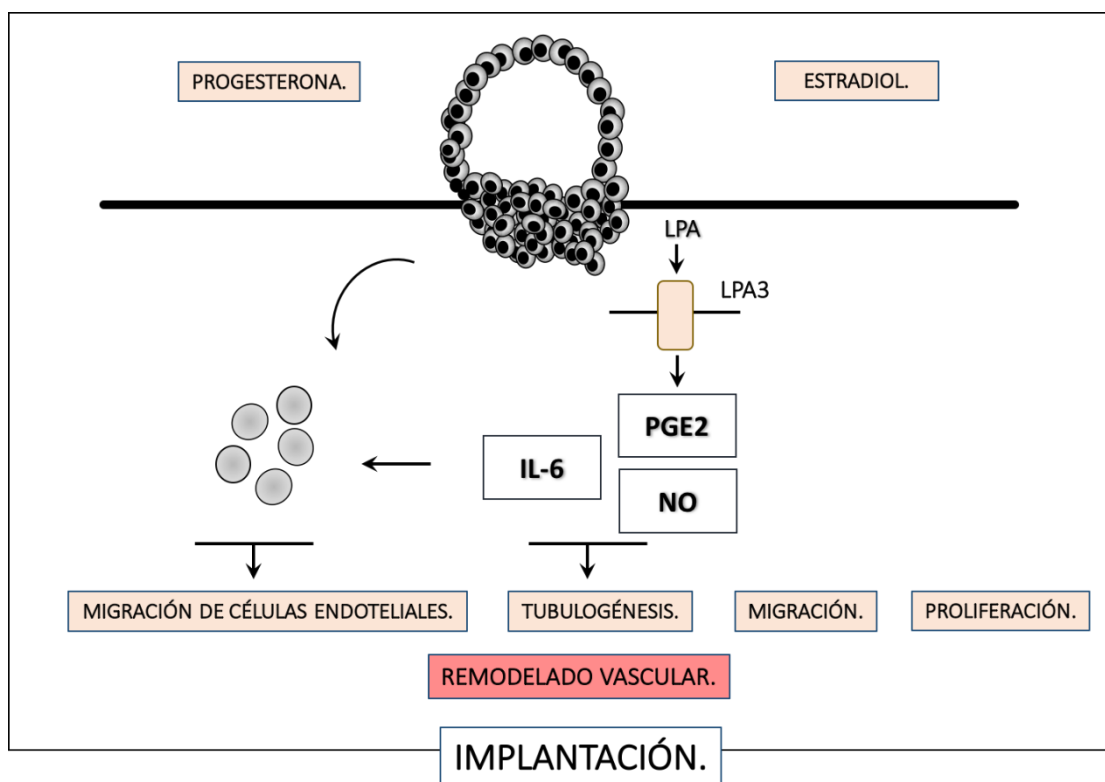 PROGESTERONA.
ESTRADIOL.
LPA
LPA3
PGE2
IL-6
NO
MIGRACIÓN DE CÉLULAS ENDOTELIALES.
TUBULOGÉNESIS.
MIGRACIÓN.
PROLIFERACIÓN.
REMODELADO VASCULAR.
IMPLANTACIÓN.